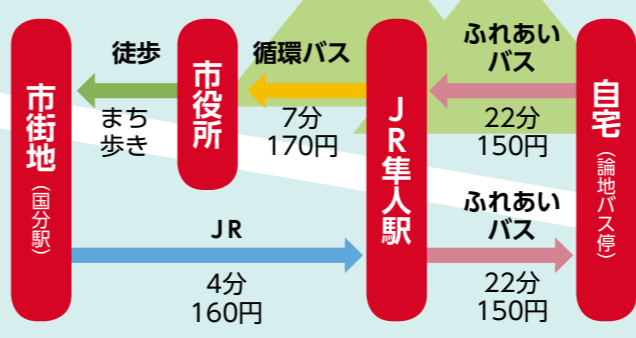 市街地
（国分駅）
徒歩
まち
歩き
市役所
循環バス
7分
170円
JR隼人駅
ふれあい
バス
22分
150円
自宅
（論地バス停）
JR
4分
160円
ふれあい
バス
22分
150円